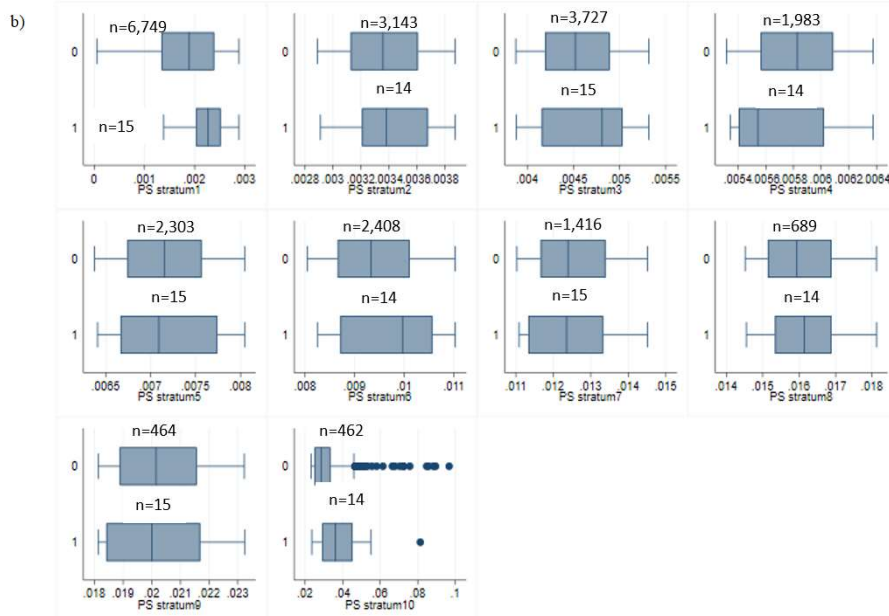 b)
n=6,749
0
n=15
1
0 .001 .002 .003
PS stratum1
n=3,143
0
n=14
1
.0028 .003 .0032 .0034 .0036 .0038
PS stratum2
n=3,727
0
n=15
1
.004 .0045 .005 .0055
PS stratum3
n=1,983
0
n=14
1
.0054 .0056 .0058 .006 .0062 .0064
PS stratum4
n=2,303
0
n=15
1
.0065 .007 .0075 .008
PS stratum5
n=2,408
0
n=14
1
.008 .009 .01 .011
PS stratum6
n=1,416
0
n=15
1
.011 .012 .013 .014 .015
PS stratum7
n=689
0
n=14
1
.014 .015 .016 .017 .018
PS stratum8
n=464
0
n=15
1
.018 .019 .02 .021 .022 .023
PS stratum9
n=462
0
n=14
1
.02 .04 .06 .08 .1
PS stratum10